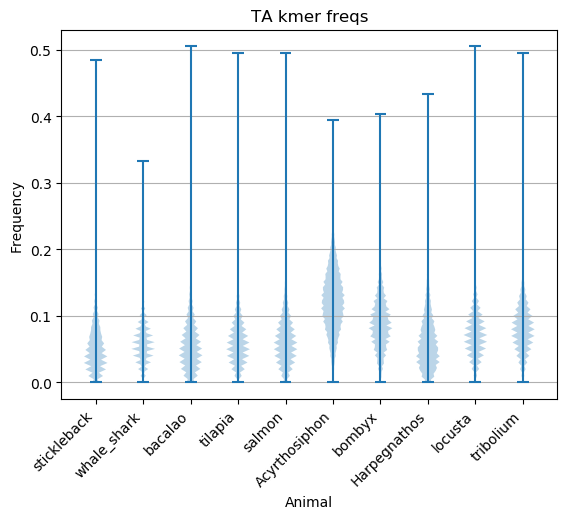 TA kmer freqs
Frequency
0.5
0.4
0.3
0.2
0.1
0.0
stickleback
whale_shark
bacalao
tilapia
salmon
Acyrthosiphon
bombyx
Harpegnathos
locusta
tribolium
Animal